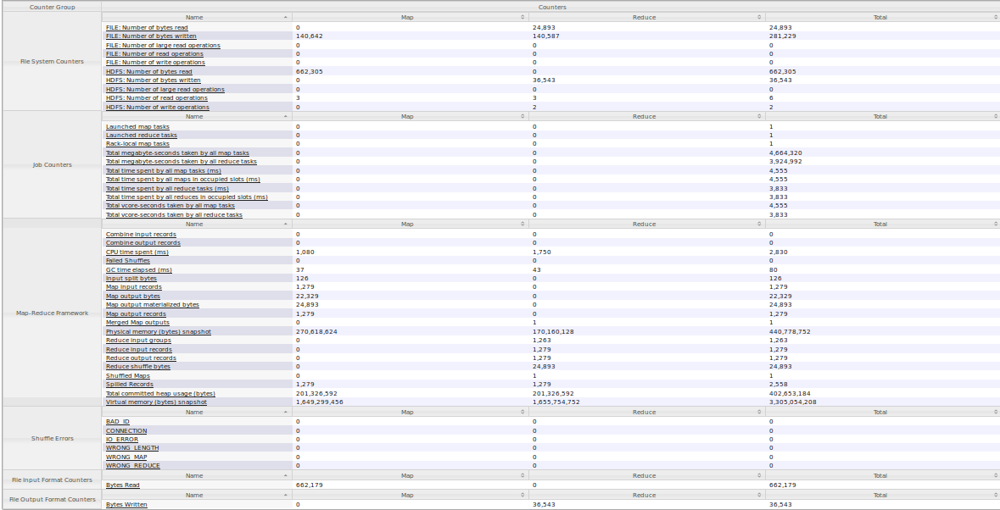 Counter Group Counters
Name Map Reduce Total
File System Counters
FILE: Number of bytes read 0 24,893 24,893
FILE: Number of bytes written 140,642 140,587 281,229
FILE: Number of large read operations 0 0 0
FILE: Number of read operations 0 0 0
FILE: Number of write operations 0 0 0
HDFS: Number of bytes read 662,305 0 662,305
HDFS: Number of bytes written 0 36,543 36,543
HDFS: Number of large read operations 0 0 0
HDFS: Number of read operations 3 3 6
HDFS: Number of write operations 0 2 2
Name Map Reduce Total
Job Counters
Launched map tasks 0 0 1
Launched reduce tasks 0 0 1
Rack-local map tasks 0 0 1
Total megabyte-seconds taken by all map tasks 0 0 4,664,320
Total megabyte-seconds taken by all reduce tasks 0 0 3,924,992
Total time spent by all map tasks (ms) 0 0 4,555
Total time spent by all maps in occupied slots (ms) 0 0 4,555
Total time spent by all reduce tasks (ms) 0 0 3,833
Total time spent by all reduces in occupied slots (ms) 0 0 3,833
Total vcore-seconds taken by all map tasks 0 0 4,555
Total vcore-seconds taken by all reduce tasks 0 0 3,833
Name Map Reduce Total
Map-Reduce Framework
Combine input records 0 0 0
Combine output records 0 0 0
CPU time spent (ms) 1,080 1,750 2,830
Failed Shuffles 0 0 0
GC time elapsed (ms) 37 43 80
Input split bytes 126 0 126
Map input records 1,279 0 1,279
Map output bytes 22,329 0 22,329
Map output materialized bytes 24,893 0 24,893
Map output records 1,279 0 1,279
Merged Map outputs 0 1 1
Physical memory (bytes) snapshot 270,618,624 170,160,128 440,778,752
Reduce input groups 0 1,263 1,263
Reduce input records 0 1,279 1,279
Reduce output records 0 1,279 1,279
Reduce shuffle bytes 0 24,893 24,893
Shuffled Maps 0 1 1
Spilled Records 1,279 1,279 2,558
Total committed heap usage (bytes) 201,326,592 201,326,592 402,653,184
Virtual memory (bytes) snapshot 1,649,299,456 1,655,754,752 3,305,054,208
Name Map Reduce Total
Shuffle Errors
BAD_ID 0 0 0
CONNECTION 0 0 0
IO_ERROR 0 0 0
WRONG_LENGTH 0 0 0
WRONG_MAP 0 0 0
WRONG_REDUCE 0 0 0
File Input Format Counters
Name Map Reduce Total
Bytes Read 662,179 0 662,179
File Output Format Counters
Name Map Reduce Total
Bytes Written 0 36,543 36,543